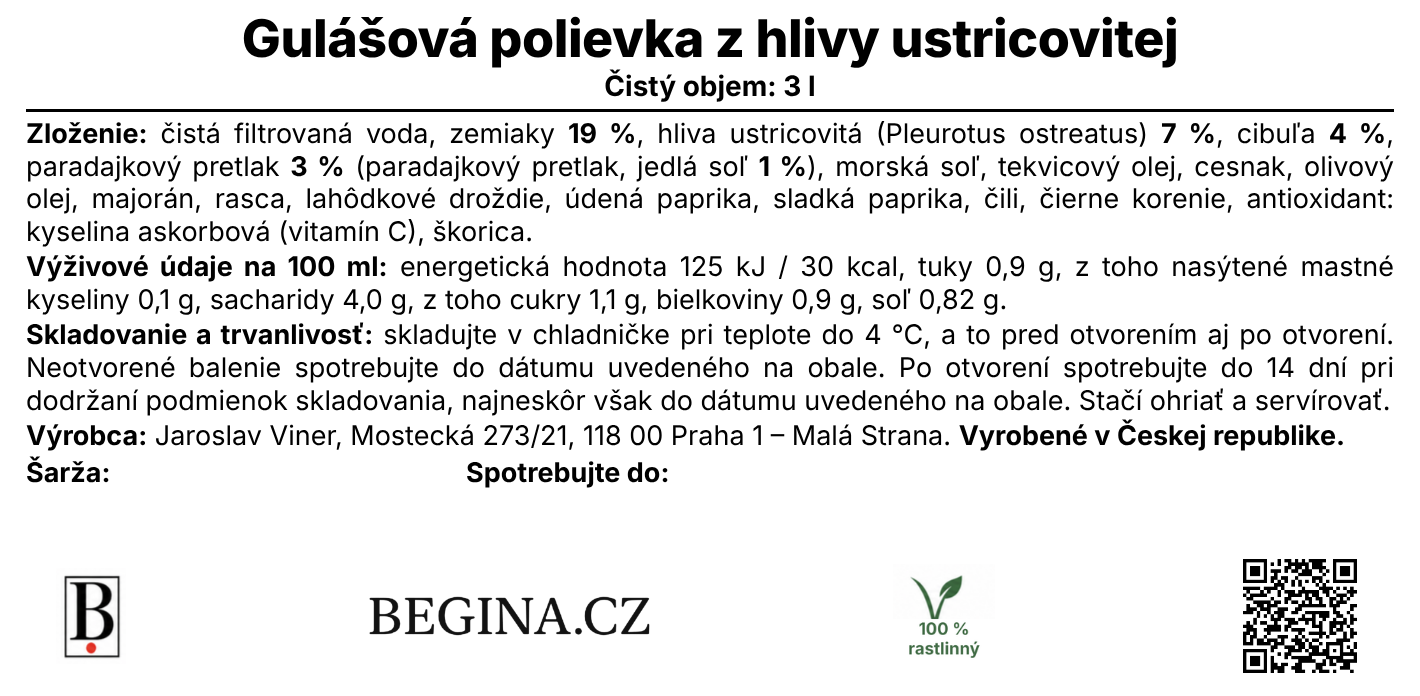 Gulášová polievka z hlivy ustricovitej
Čistý objem: 3 l
Zloženie: čistá filtrovaná voda, zemiaky 19 %, hliva ustricovitá (Pleurotus ostreatus) 7 %, cibuľa 4 %,
paradajkový pretlak 3 % (paradajkový pretlak, jedlá soľ 1 %), morská soľ, tekvicový olej, cesnak, olivový
olej, majorán, rasca, lahôdkové droždie, údená paprika, sladká paprika, čili, čierne korenie, antioxidant:
kyselina askorbová (vitamín C), škorica.
Výživové údaje na 100 ml: energetická hodnota 125 kJ / 30 kcal, tuky 0,9 g, z toho nasýtené mastné
kyseliny 0,1 g, sacharidy 4,0 g, z toho cukry 1,1 g, bielkoviny 0,9 g, soľ 0,82 g.
Skladovanie a trvanlivosť: skladujte v chladničke pri teplote do 4 °C, a to pred otvorením aj po otvorení.
Neotvorené balenie spotrebujte do dátumu uvedeného na obale. Po otvorení spotrebujte do 14 dní pri
dodržaní podmienok skladovania, najneskôr však do dátumu uvedeného na obale. Stačí ohriať a servírovať.
Výrobca: Jaroslav Viner, Mostecká 273/21, 118 00 Praha 1 – Malá Strana. Vyrobené v Českej republike.
Šarža: Spotrebujte do:
B
BEGINA.CZ
100 %
rastlinný